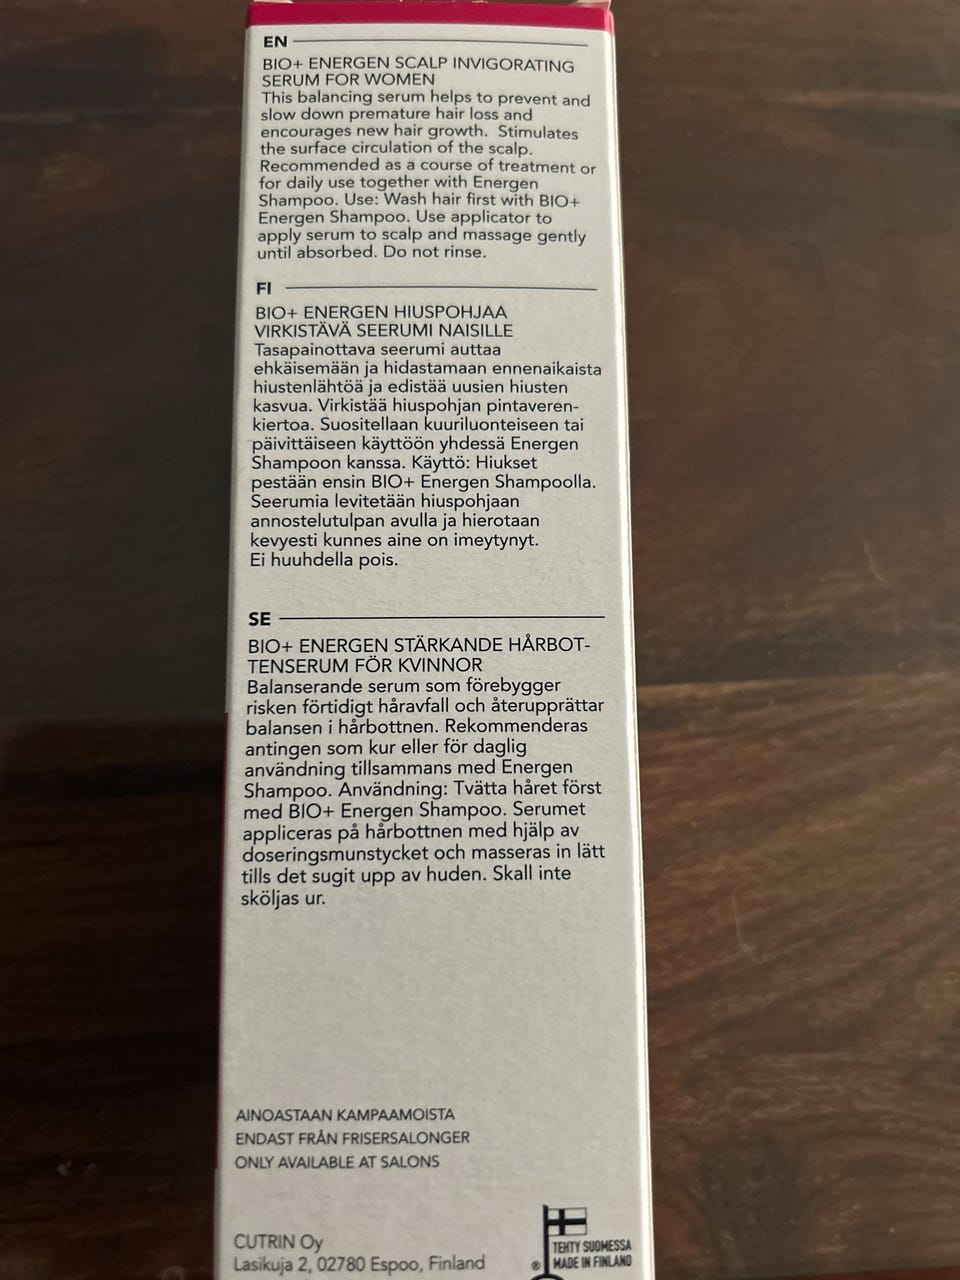 EN
BIO+ ENERGEN SCALP INVIGORATING
SERUM FOR WOMEN
This balancing serum helps to prevent and
slow down premature hair loss and
encourages new hair growth. Stimulates
the surface circulation of the scalp.
Recommended as a course of treatment or
for daily use together with Energen
Shampoo. Use: Wash hair first with BIO+
Energen Shampoo. Use applicator to
apply serum to scalp and massage gently
until absorbed. Do not rinse.
FI
BIO+ ENERGEN HIUSPOHJAA
VIRKISTÄVÄ SEERUMI NAISILLE
Tasapainottava seerumi auttaa
ehkäisemään ja hidastamaan ennenaikaista
hiustenlähtöä ja edistää uusien hiusten
kasvua. Virkistää hiuspohjan pintaveren-
kiertoa. Suositellaan kuuriluonteiseen tai
päivittäiseen käyttöön yhdessä Energen
Shampoon kanssa. Käyttö: Hiukset
pestään ensin BIO+ Energen Shampoolla.
Seerumia levitetään hiuspohjaan
annostelutulpan avulla ja hierotaan
kevyesti kunnes aine on imeytynyt.
Ei huuhdella pois.
SE
BIO+ ENERGEN STÄRKANDE HÅRBOT-
TENSERUM FÖR KVINNOR
Balanserande serum som förebygger
risken förtidigt håravfall och återupprättar
balansen i hårbottnen. Rekommenderas
antingen som kur eller för daglig
användning tillsammans med Energen
Shampoo. Användning: Tvätta håret först
med BIO+ Energen Shampoo. Serumet
appliceras på hårbottnen med hjälp av
doseringsmunstycket och masseras in lätt
tills det sugit upp av huden. Skall inte
sköljas ur.
AINOASTAAN KAMPAAMOISTA
ENDAST FRÅN FRISERSALONGER
ONLY AVAILABLE AT SALONS
CUTRIN Oy
Lasikuja 2, 02780 Espoo, Finland
TEHTY SUOMESSA
® MADE IN FINLAND